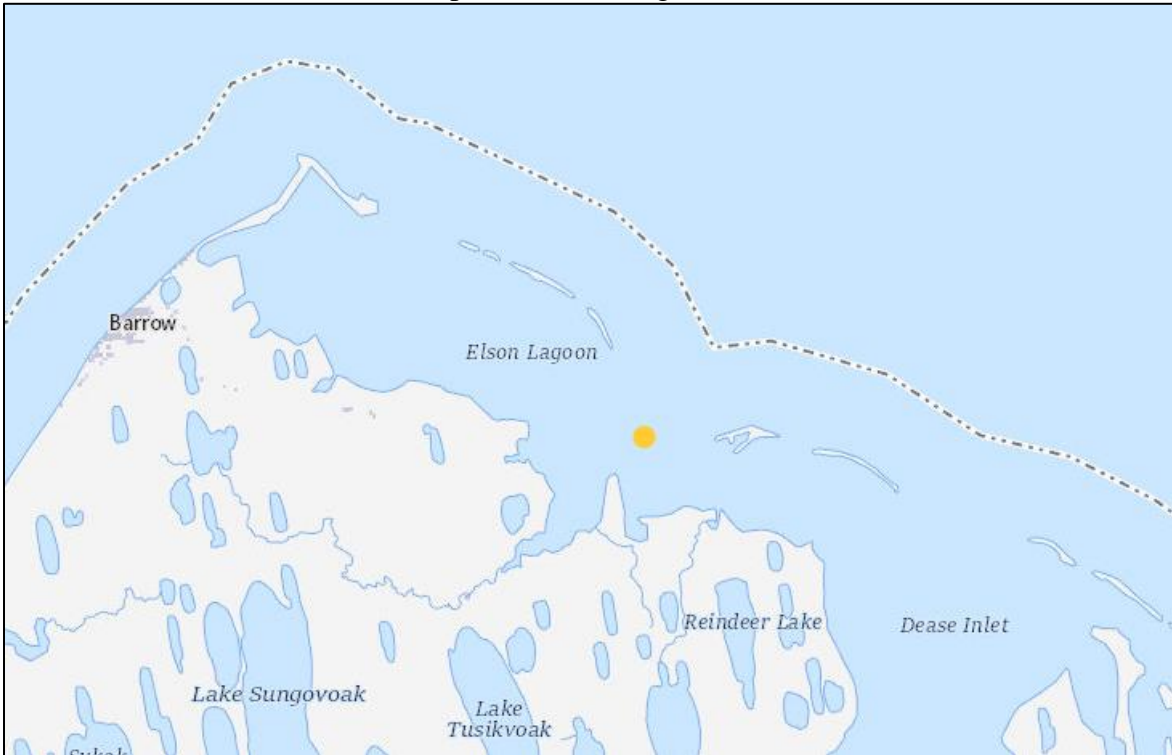 Barrow
Elson Lagoon
Reindeer Lake
Dease Inlet
Lake Sungovoak
Lake
Tusikvoak